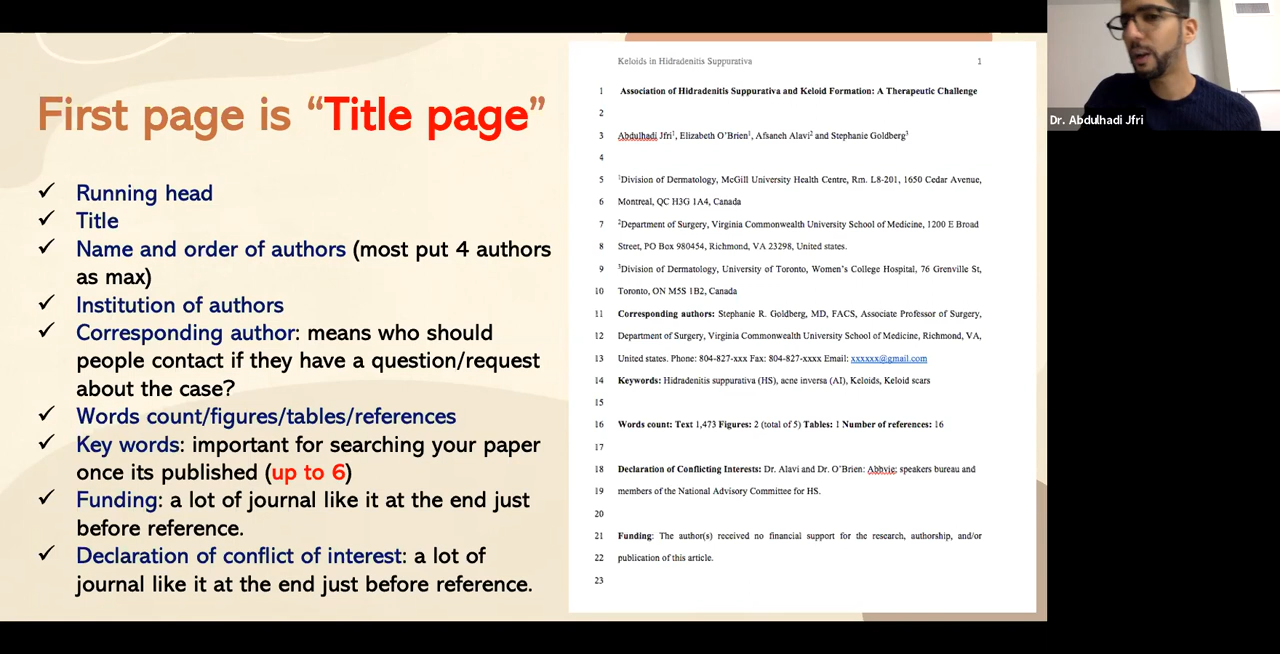 First page is “Title page”
✓ Running head
✓ Title
✓ Name and order of authors (most put 4 authors
as max)
✓ Institution of authors
✓ Corresponding author: means who should
people contact if they have a question/request
about the case?
✓ Words count/figures/tables/references
✓ Key words: important for searching your paper
once its published (up to 6)
✓ Funding: a lot of journal like it at the end just
before reference.
✓ Declaration of conflict of interest: a lot of
journal like it at the end just before reference.
Keloids in Hidradenitis Suppurativa 1
1 Association of Hidradenitis Suppurativa and Keloid Formation: A Therapeutic Challenge
2
3 Abdulhadi Jfri¹, Elizabeth O’Brien¹, Afsaneh Alavi² and Stephanie Goldberg³
4
5 ¹Division of Dermatology, McGill University Health Centre, Rm. L8-201, 1650 Cedar Avenue,
6 Montreal, QC H3G 1A4, Canada
7 ²Department of Surgery, Virginia Commonwealth University School of Medicine, 1200 E Broad
8 Street, PO Box 980454, Richmond, VA 23298, United states.
9 ³Division of Dermatology, University of Toronto, Women’s College Hospital, 76 Grenville St,
10 Toronto, ON M5S 1B2, Canada
11 Corresponding authors: Stephanie R. Goldberg, MD, FACS, Associate Professor of Surgery,
12 Department of Surgery, Virginia Commonwealth University School of Medicine, Richmond, VA,
13 United states. Phone: 804-827-xxx Fax: 804-827-xxxx Email: xxxxxx@gmail.com
14 Keywords: Hidradenitis suppurativa (HS), acne inversa (AI), Keloids, Keloid scars
15
16 Words count: Text 1,473 Figures: 2 (total of 5) Tables: 1 Number of references: 16
17
18 Declaration of Conflicting Interests: Dr. Alavi and Dr. O’Brien: Abbvie; speakers bureau and
19 members of the National Advisory Committee for HS.
20
21 Funding: The author(s) received no financial support for the research, authorship, and/or
22 publication of this article.
23
Dr. Abdulhadi Jfri